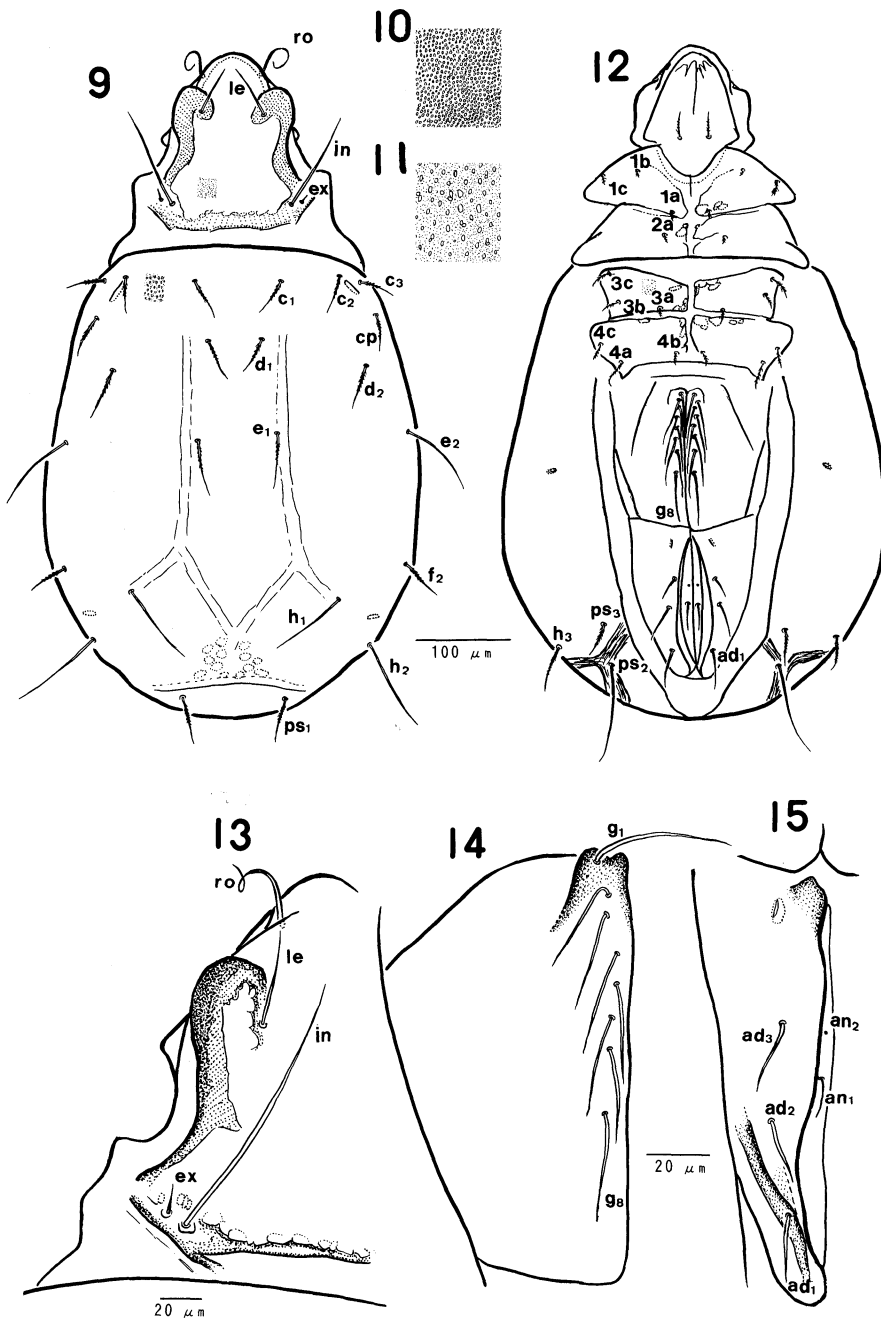 9
ro
le
in
ex
c3
c1
c2
cp
d1
d2
e1
e2
f2
h1
h2
ps1
100 μm
10
11
12
1b
1c
1a
2a
3c
3a
3b
4c
4b
4a
g8
ps3
h3
ps2
ad1
13
ro
le
in
ex
20 μm
14
g1
g8
20 μm
15
an2
ad3
an1
ad2
ad1